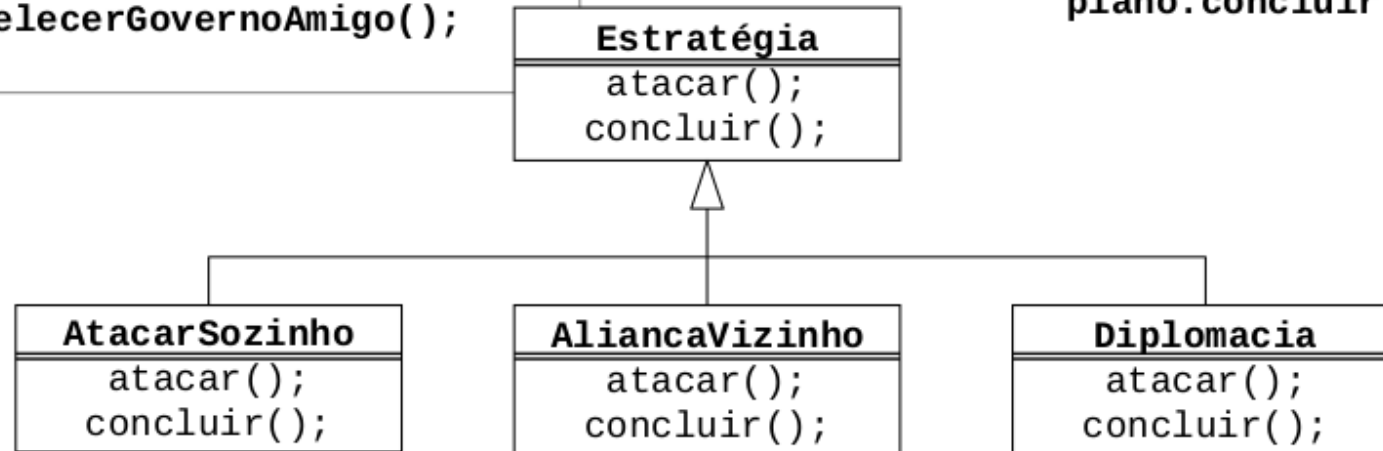 elecerGovernoAmigo();
plano.concluir
Estratégia
atacar();
concluir();
AtacarSozinho
atacar();
concluir();
AliancaVizinho
atacar();
concluir();
Diplomacia
atacar();
concluir();